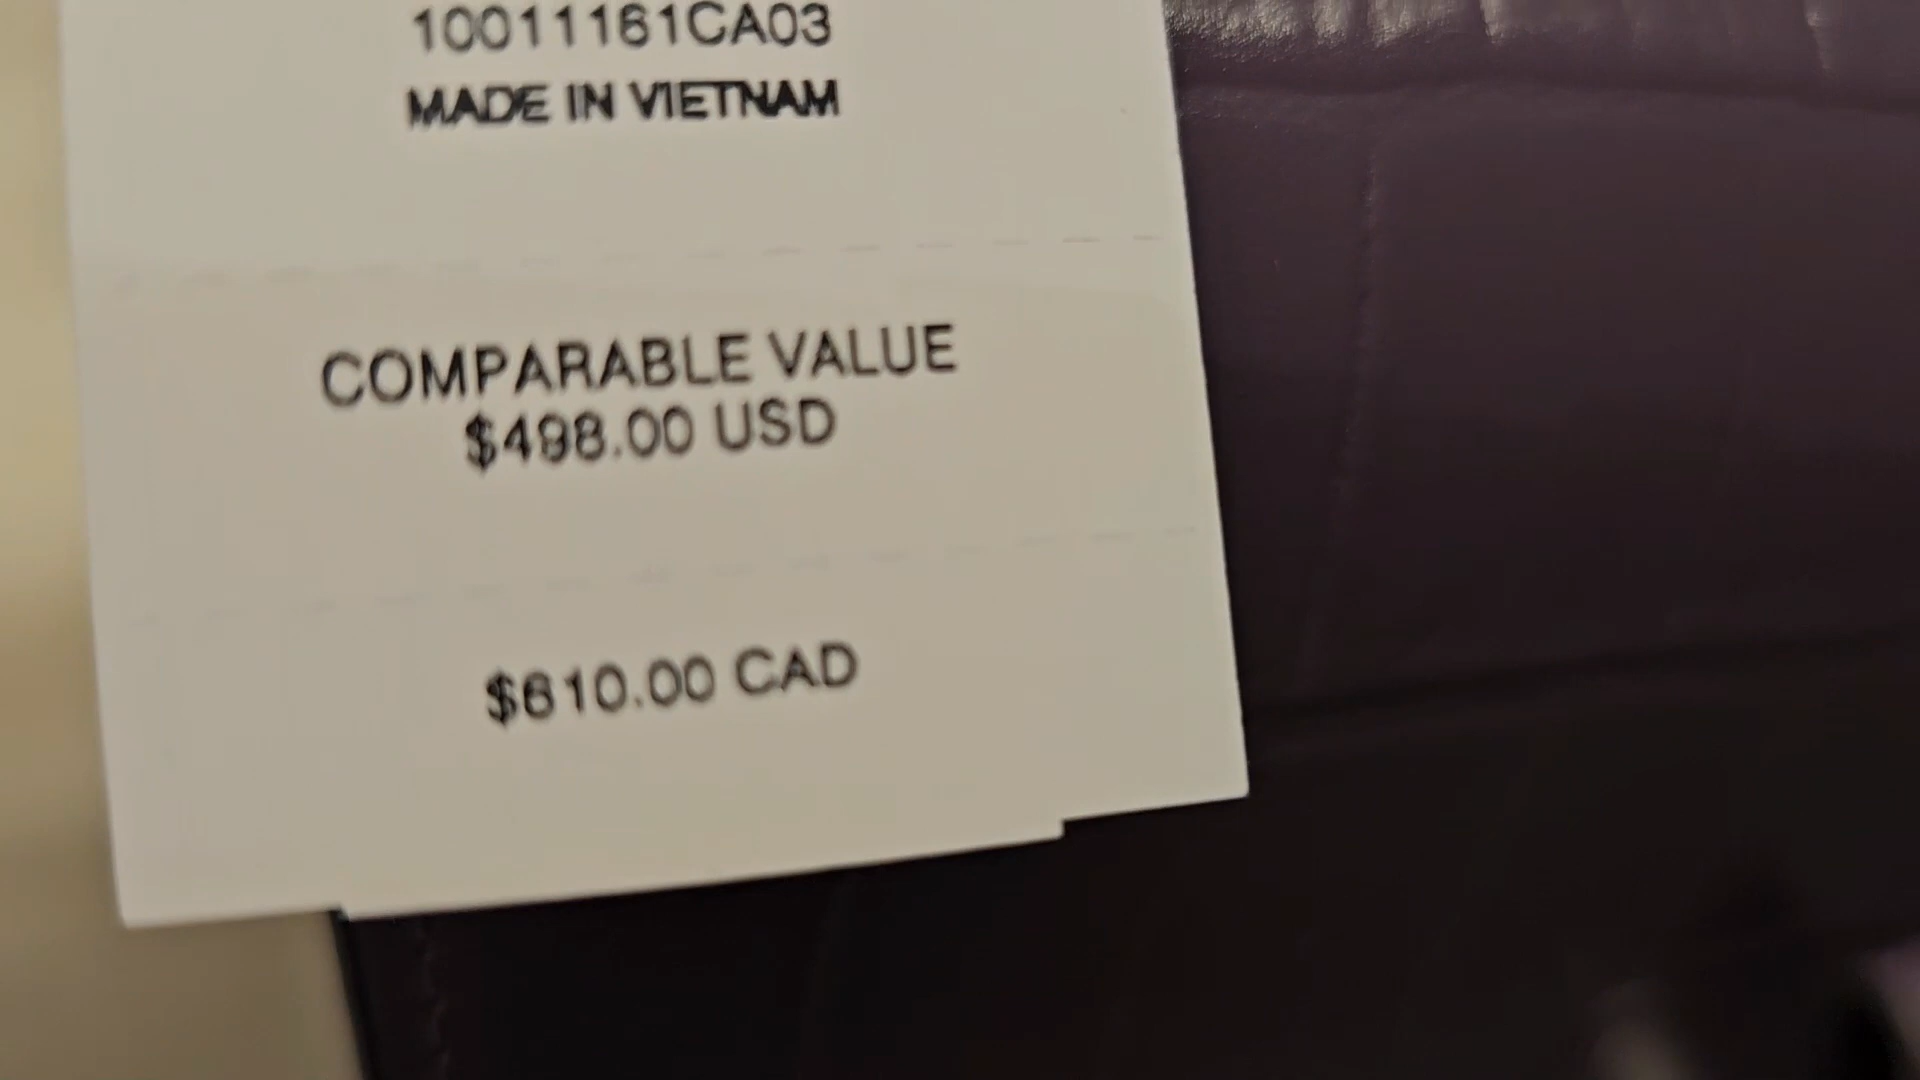 10011161CA03
MADE IN VIETNAM
COMPARABLE VALUE
$498.00 USD
$610.00 CAD